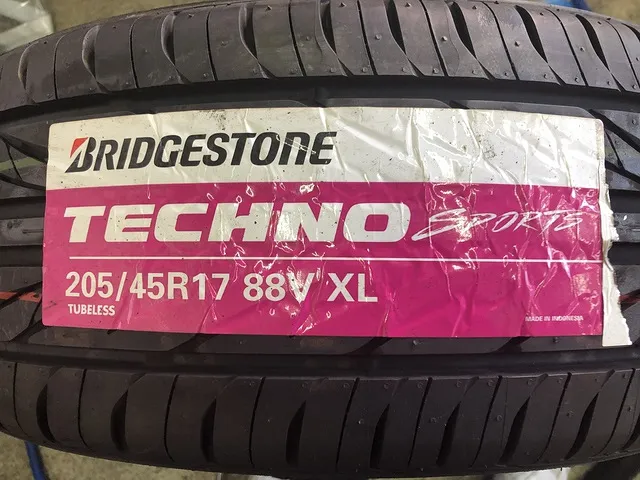 BRIDGESTONE
TECHNO SPORTS
205/45R17 88V XL
TUBELESS
MADE IN INDONESIA